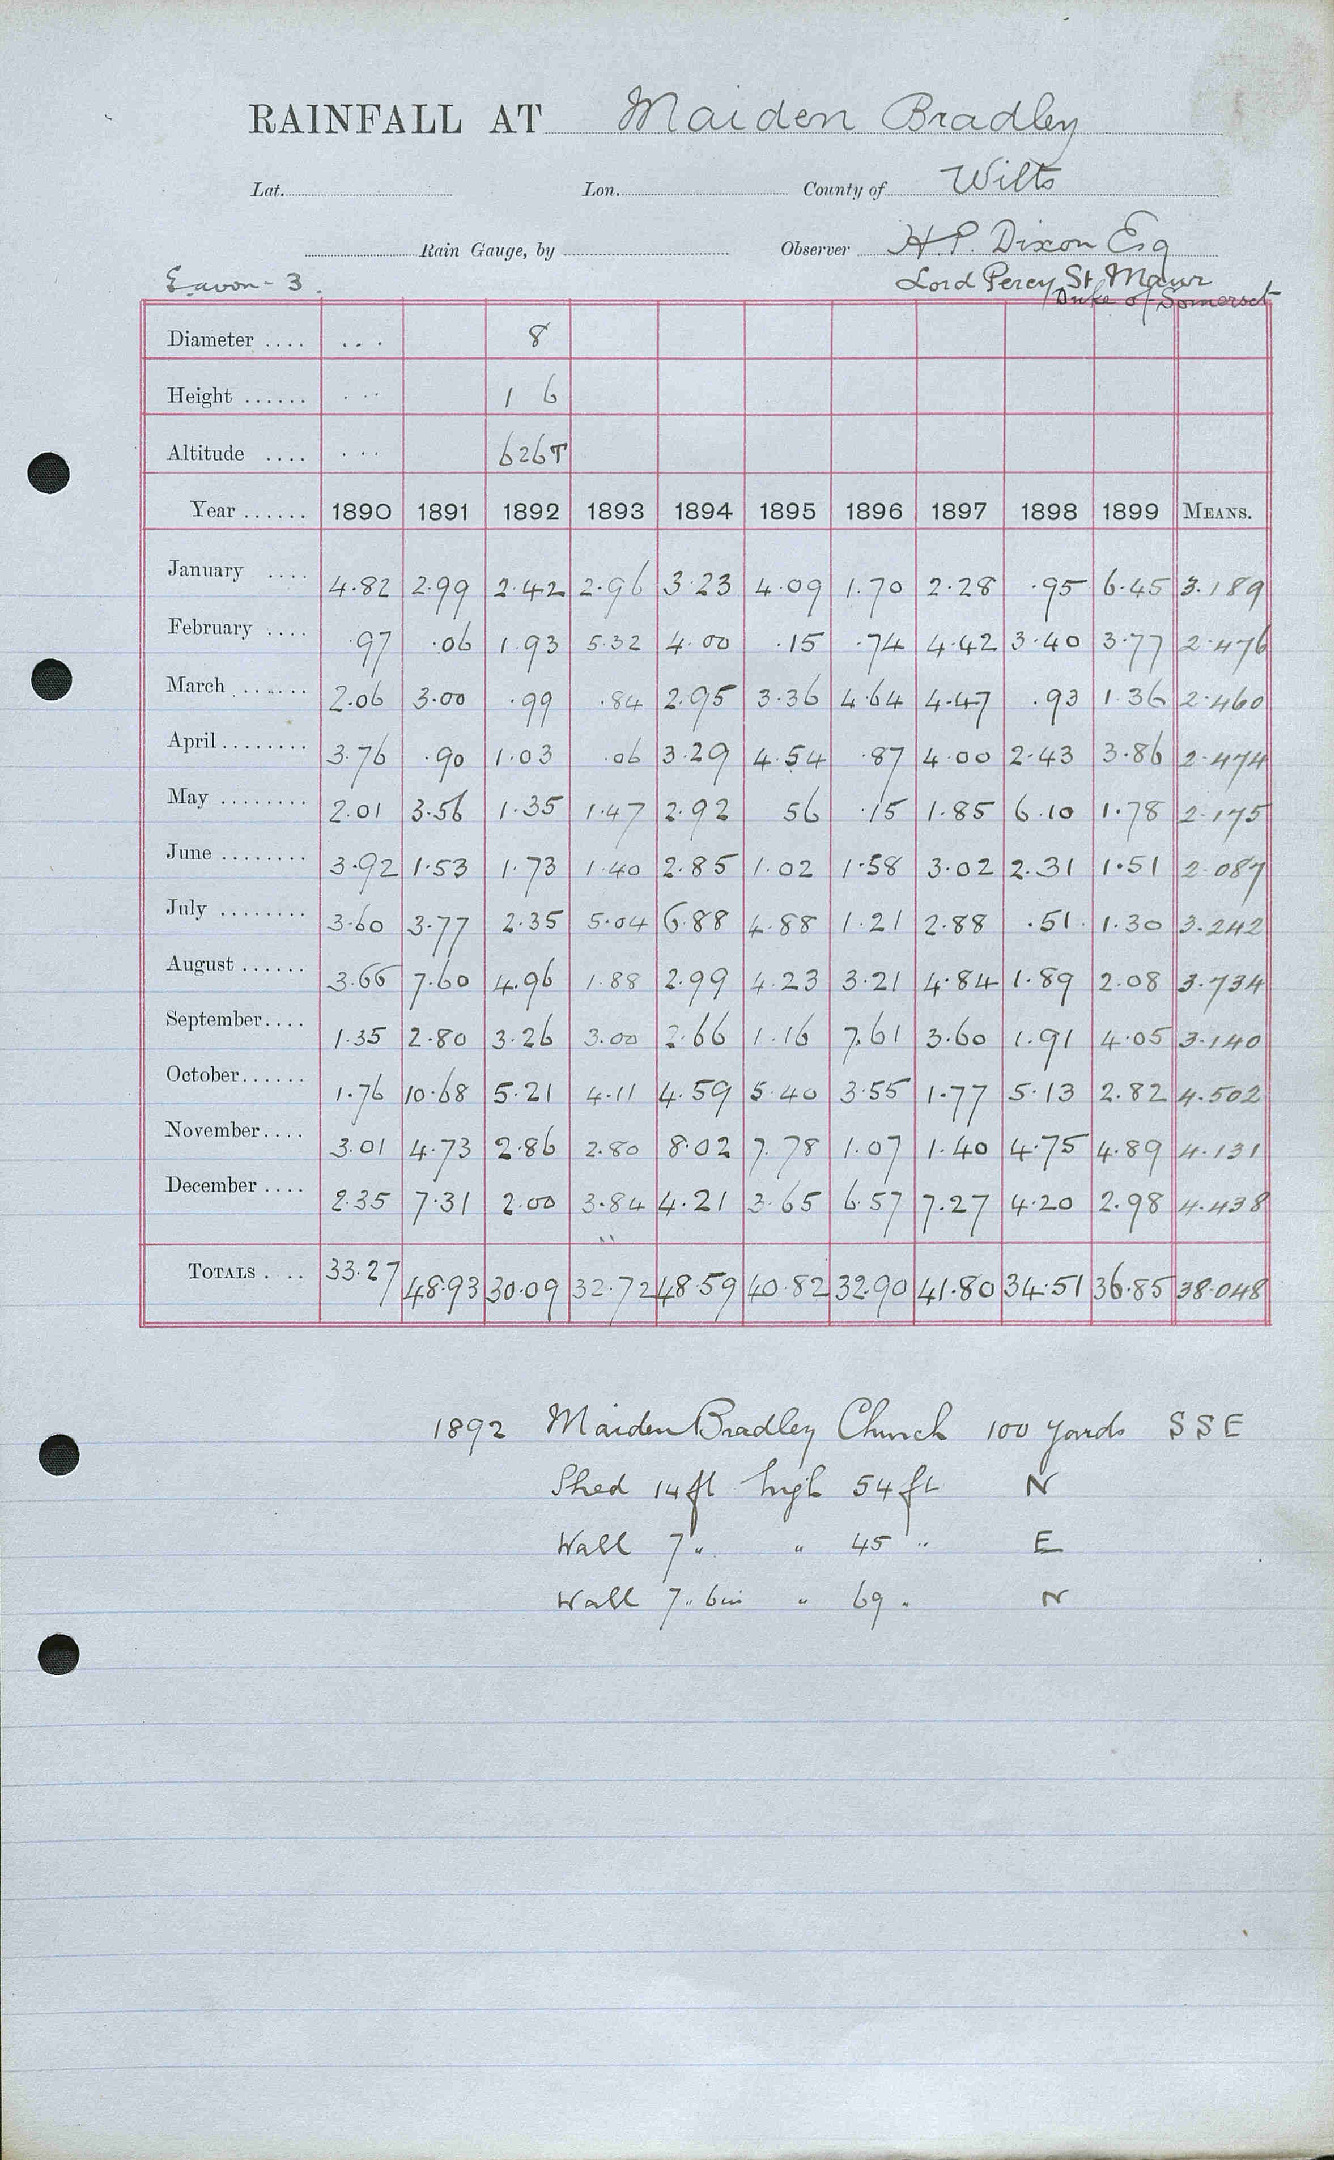 RAINFALL AT Maiden Bradley
Lat. Lon. County of Wilts
Rain Gauge, by Observer H.P. Dixon Esq
Lord Percy St. Maur
Duke of Somerset
E avon - 3.
Diameter .... ... 8
Height ...... ... 1 6
Altitude .... ... 626T
Year ...... 1890 1891 1892 1893 1894 1895 1896 1897 1898 1899 MEANS.
January .... 4.82 2.99 2.42 2.96 3.23 4.09 1.70 2.28 .95 6.45 3.189
February .... .97 .06 1.93 5.32 4.00 .15 .74 4.42 3.40 3.77 2.476
March ....... 2.06 3.00 .99 .84 2.95 3.36 4.64 4.47 .93 1.36 2.460
April ........ 3.76 .90 1.03 .06 3.29 4.54 .87 4.00 2.43 3.86 2.474
May ........ 2.01 3.56 1.35 1.47 2.92 56 .15 1.85 6.10 1.78 2.175
June ........ 3.92 1.53 1.73 1.40 2.85 1.02 1.58 3.02 2.31 1.51 2.087
July ........ 3.60 3.77 2.35 5.04 6.88 4.88 1.21 2.88 .51 1.30 3.242
August ...... 3.66 7.60 4.96 1.88 2.99 4.23 3.21 4.84 1.89 2.08 3.734
September.... 1.35 2.80 3.26 3.00 2.66 1.16 7.61 3.60 1.91 4.05 3.140
October...... 1.76 10.68 5.21 4.11 4.59 5.40 3.55 1.77 5.13 2.82 4.502
November.... 3.01 4.73 2.86 2.80 8.02 7.78 1.07 1.40 4.75 4.89 4.131
December .... 2.35 7.31 2.00 3.84 4.21 3.65 6.57 7.27 4.20 2.98 4.438
TOTALS .... 33.27 48.93 30.09 32.72 48.59 40.82 32.90 41.80 34.51 36.85 38.048
1892 Maiden Bradley Church 100 yards SSE
Shed 14 ft high 54 ft N
Wall 7 " " 45 " E
Wall 7 " 6in " 69 " N